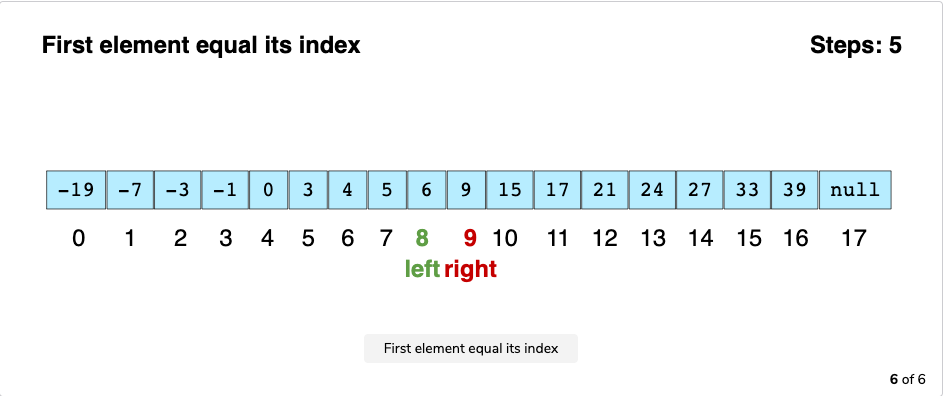 First element equal its index Steps: 5
-19 -7 -3 -1 0 3 4 5 6 9 15 17 21 24 27 33 39 null
0 1 2 3 4 5 6 7 8 9 10 11 12 13 14 15 16 17
left right
First element equal its index
6 of 6